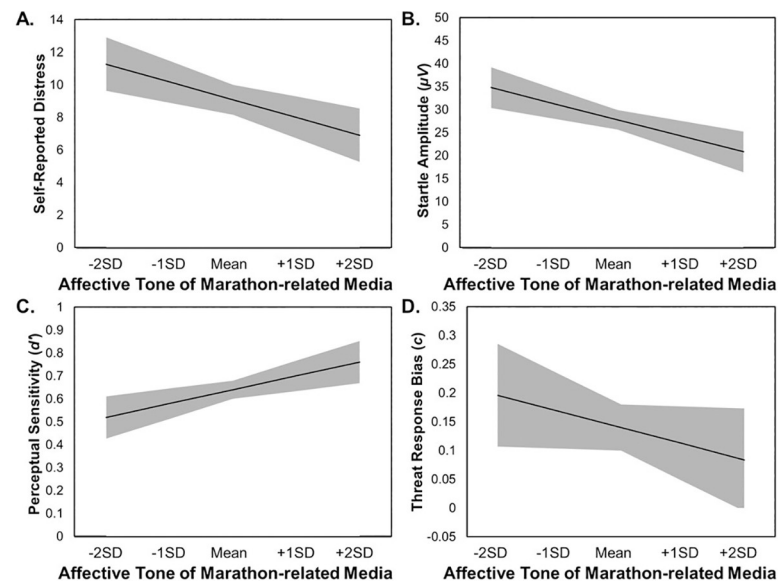 A.
Self-Reported Distress
14
12
10
8
6
4
2
0
-2SD -1SD Mean +1SD +2SD
Affective Tone of Marathon-related Media
B.
Startle Amplitude (µV)
50
45
40
35
30
25
20
15
10
5
0
-2SD -1SD Mean +1SD +2SD
Affective Tone of Marathon-related Media
C.
Perceptual Sensitivity (d')
1
0.9
0.8
0.7
0.6
0.5
0.4
0.3
0.2
0.1
0
-2SD -1SD Mean +1SD +2SD
Affective Tone of Marathon-related Media
D.
Threat Response Bias (c)
0.35
0.3
0.25
0.2
0.15
0.1
0.05
0
-0.05
-2SD -1SD Mean +1SD +2SD
Affective Tone of Marathon-related Media